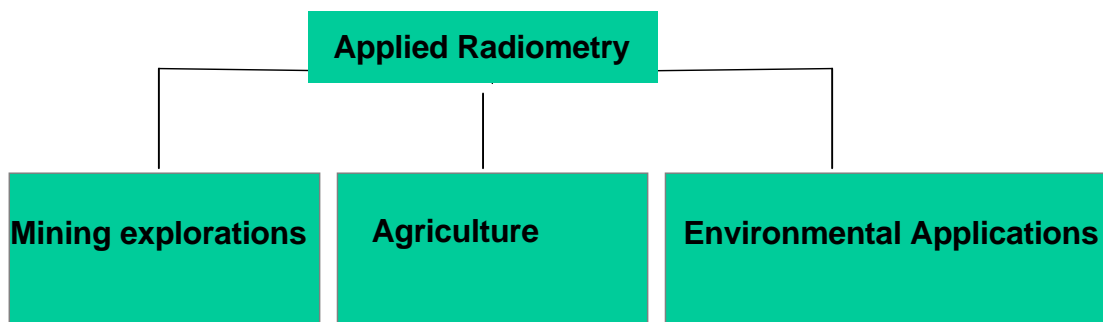 Applied Radiometry
Mining explorations
Agriculture
Environmental Applications